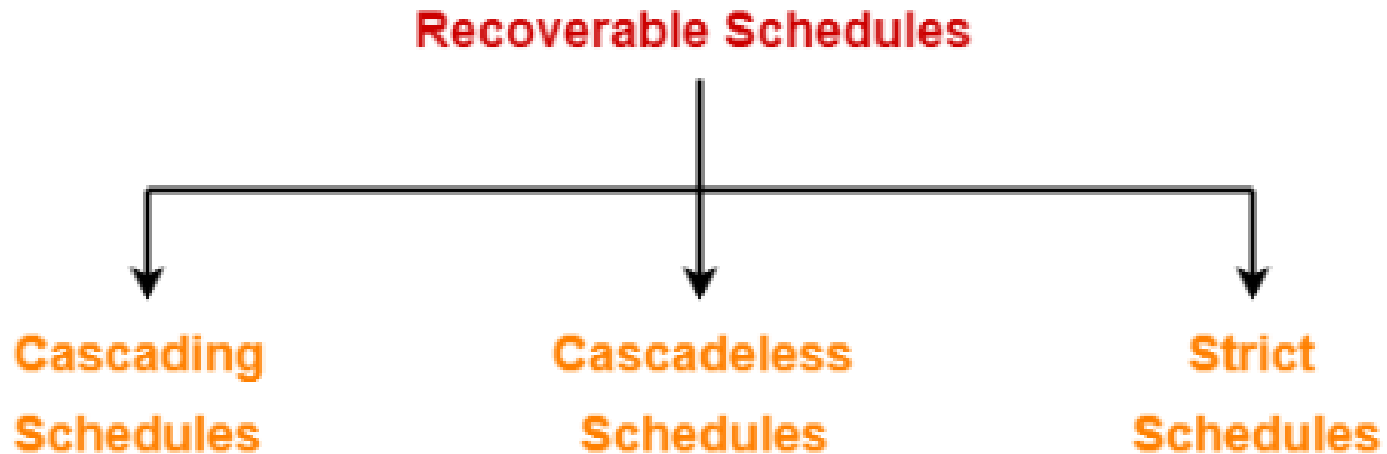 Recoverable Schedules
Cascading Schedules
Cascadeless Schedules
Strict Schedules